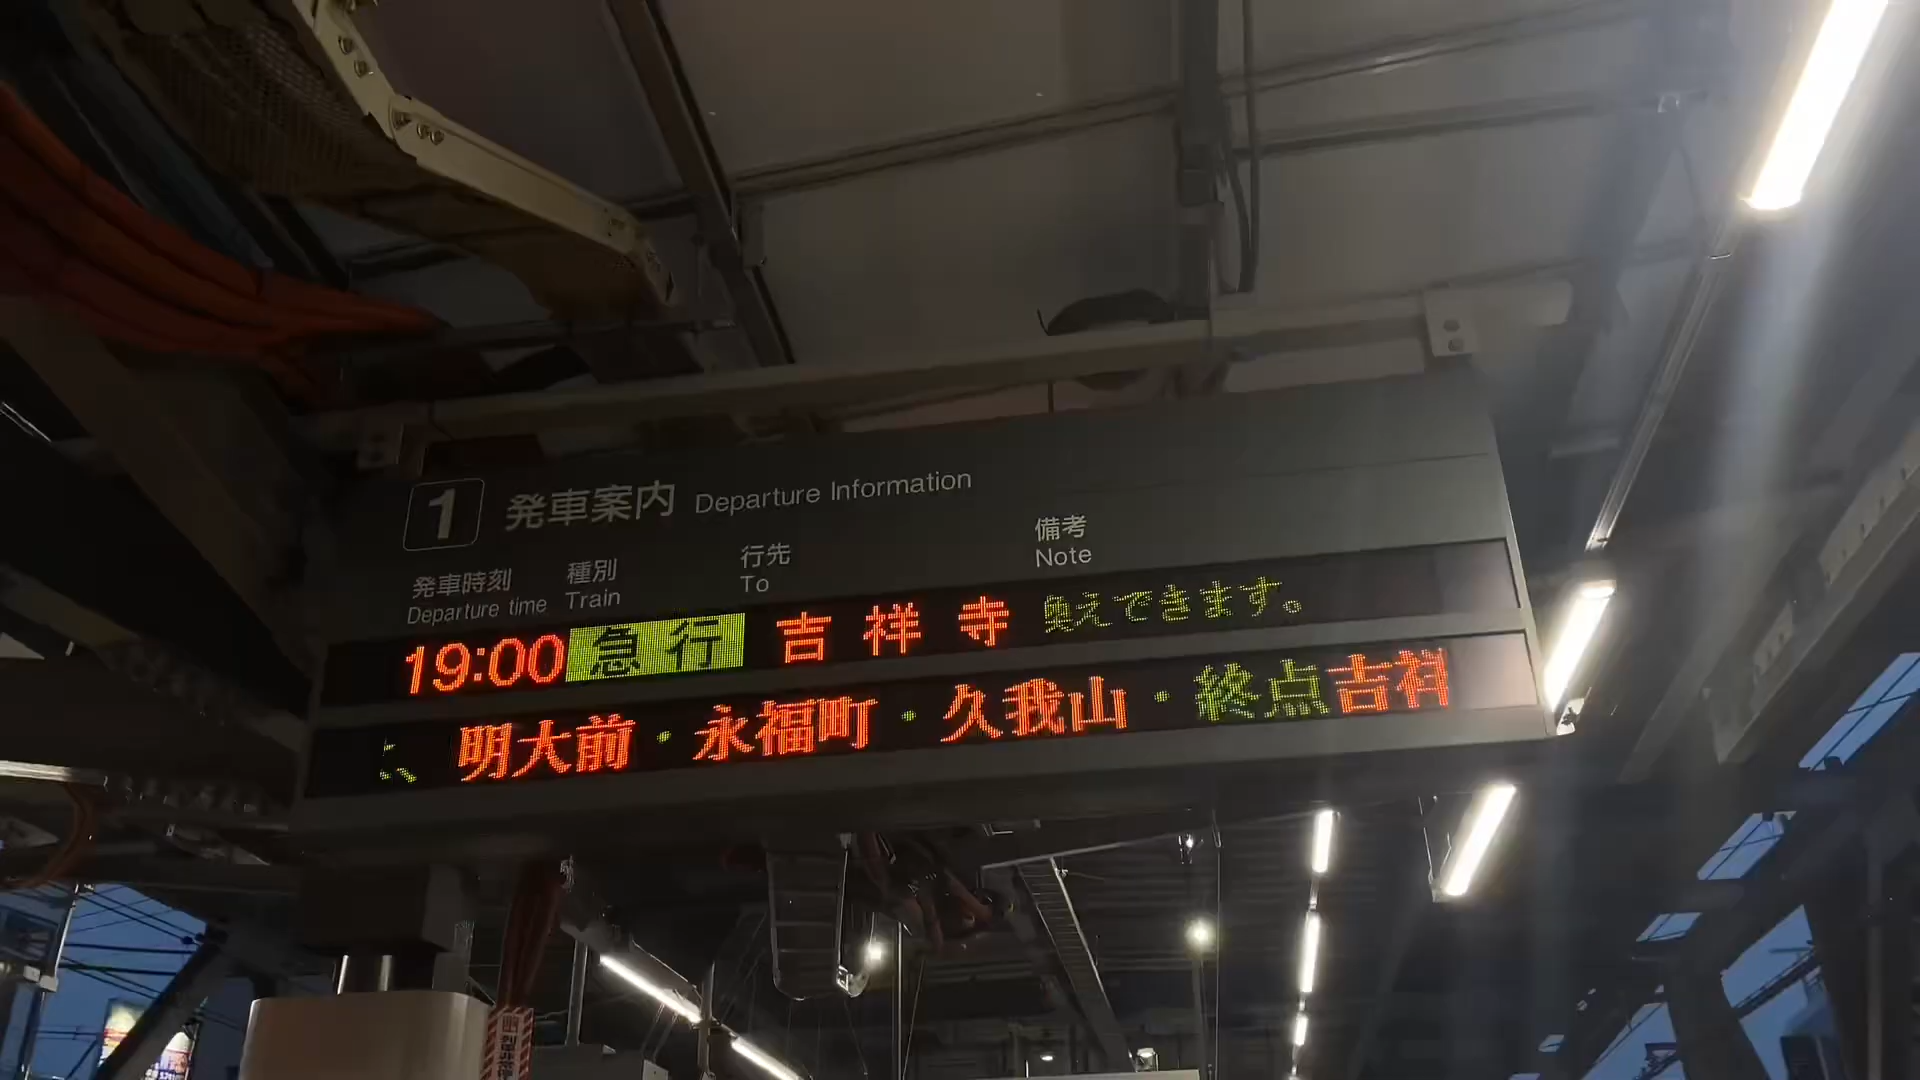 1 発車案内 Departure Information
発車時刻 種別 行先 備考
Departure time Train To Note
19:00 急行 吉祥寺 えできます。
明大前・永福町・久我山・終点吉祥